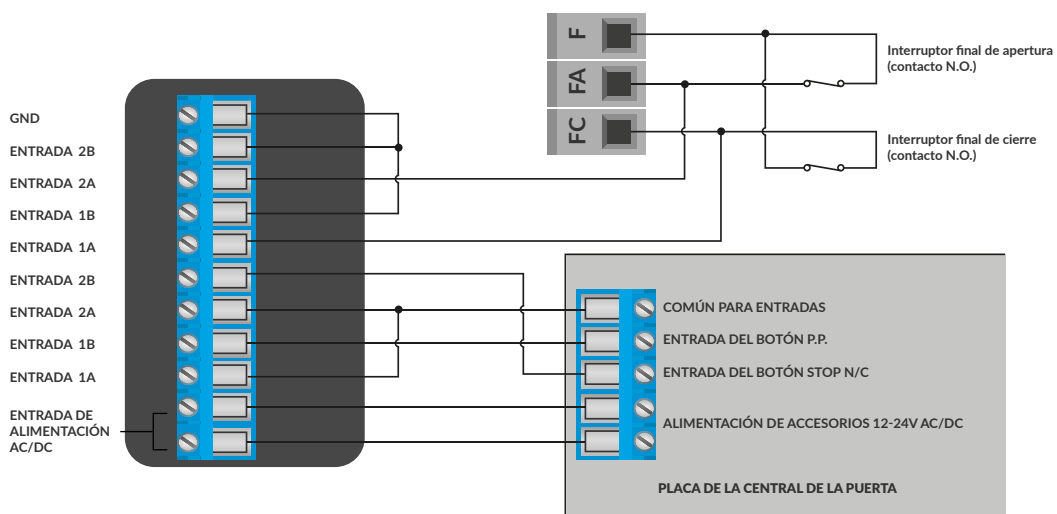 F
FA
FC
Interruptor final de apertura
(contacto N.O.)
Interruptor final de cierre
(contacto N.O.)
GND
ENTRADA 2B
ENTRADA 2A
ENTRADA 1B
ENTRADA 1A
ENTRADA 2B
ENTRADA 2A
ENTRADA 1B
ENTRADA 1A
ENTRADA DE
ALIMENTACIÓN
AC/DC
COMÚN PARA ENTRADAS
ENTRADA DEL BOTÓN P.P.
ENTRADA DEL BOTÓN STOP N/C
ALIMENTACIÓN DE ACCESORIOS 12-24V AC/DC
PLACA DE LA CENTRAL DE LA PUERTA